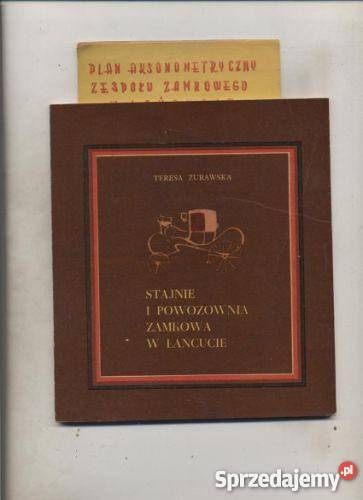 PLAN AKSONOMETRYCZNY
ZESPOŁU ZAMKOWEGO
TERESA ŻURAWSKA
STAJNIE
I POWOZOWNIA
ZAMKOWA
W ŁAŃCUCIE
Sprzedajemy.pl